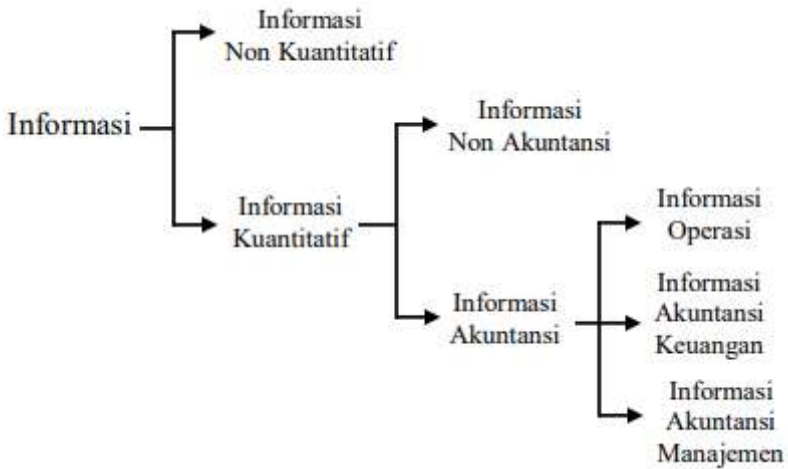 Informasi
Non Kuantitatif
Informasi
Informasi
Non Akuntansi
Informasi
Kuantitatif
Informasi
Operasi
Informasi
Akuntansi
Informasi
Akuntansi
Keuangan
Informasi
Akuntansi
Manajemen